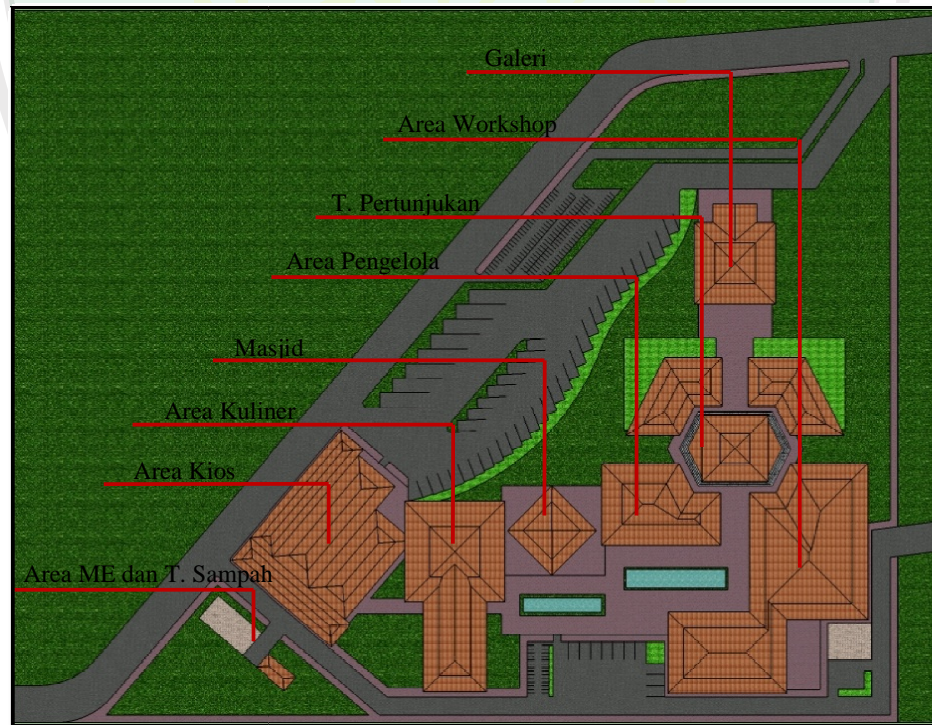 Galeri
Area Workshop
T. Pertunjukan
Area Pengelola
Masjid
Area Kuliner
Area Kios
Area ME dan T. Sampah